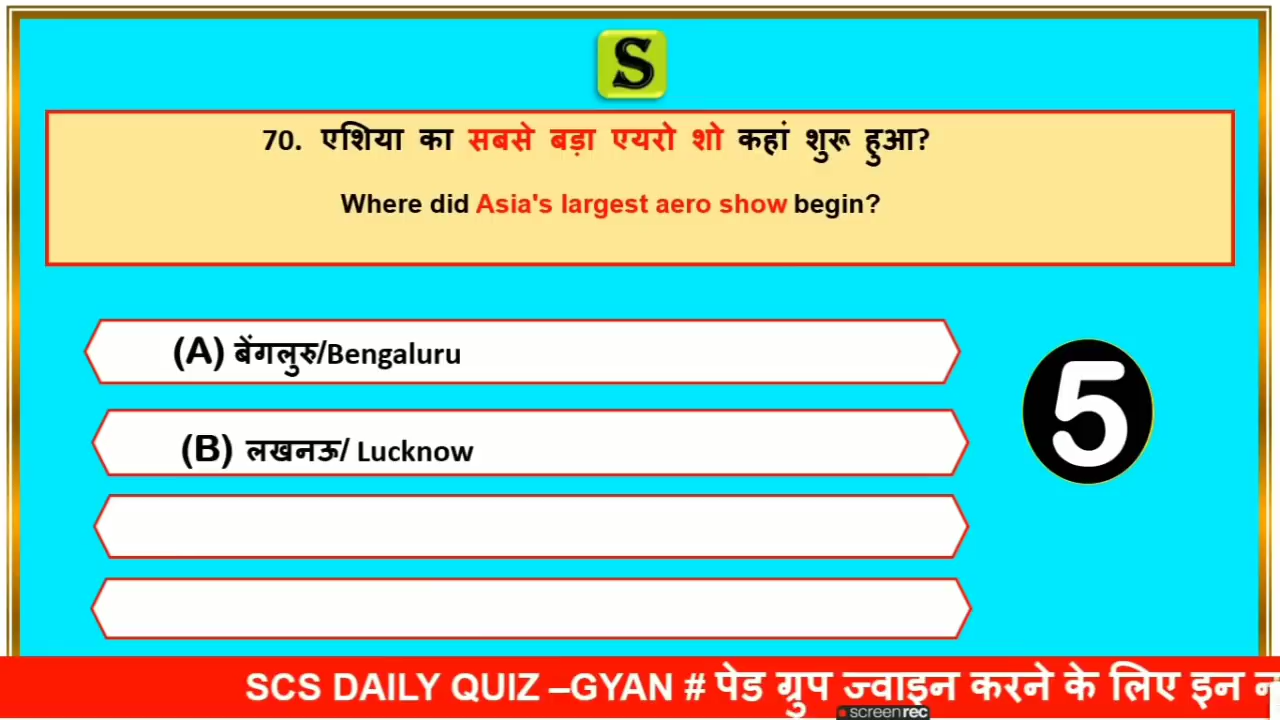 S
70. एशिया का सबसे बड़ा एयरो शो कहां शुरू हुआ?
Where did Asia's largest aero show begin?
(A) बेंगलुरु/Bengaluru
(B) लखनऊ/ Lucknow
5
SCS DAILY QUIZ –GYAN # पेड ग्रुप ज्वाइन करने के लिए इन
screenrec